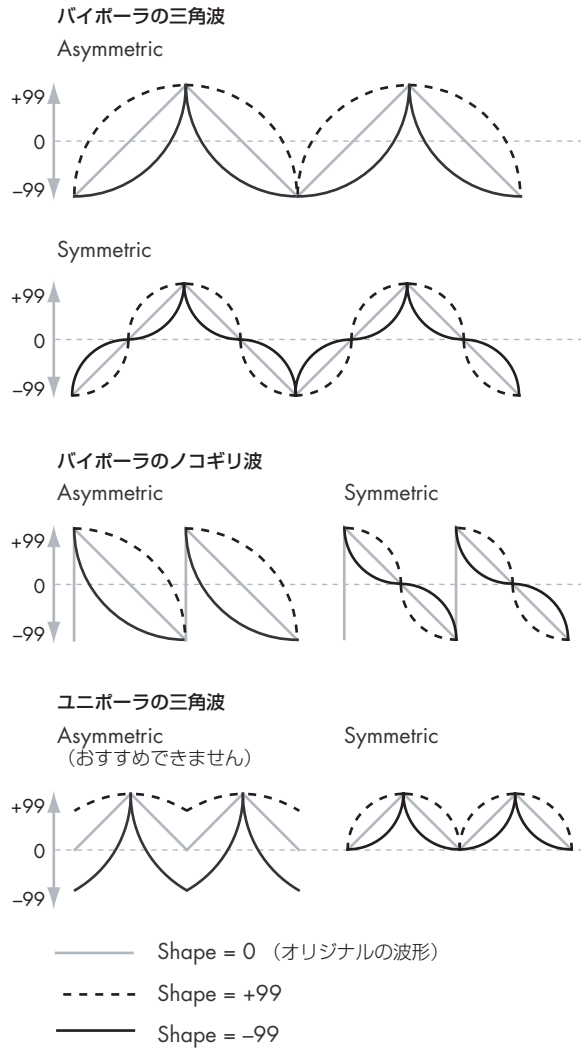 バイポーラの三角波
Asymmetric
+99
0
–99
Symmetric
+99
0
–99
バイポーラのノコギリ波
Asymmetric Symmetric
+99
0
–99
ユニポーラの三角波
Asymmetric Symmetric
（おすすめできません）
+99
0
–99
Shape = 0 （オリジナルの波形）
Shape = +99
Shape = –99